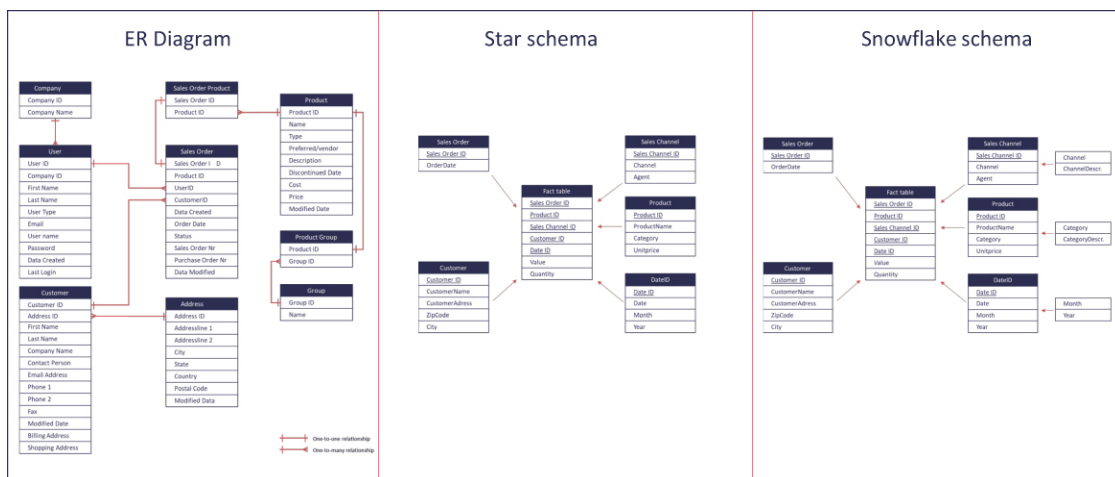 ER Diagram
Company
Company ID
Company Name
User
User ID
Company ID
First Name
Last Name
User Type
Email
User name
Password
Data Created
Last Login
Customer
Customer ID
Address ID
First Name
Last Name
Company Name
Contact Person
Email Address
Phone 1
Phone 2
Fax
Modified Date
Billing Address
Shopping Address
Sales Order Product
Sales Order ID
Product ID
Sales Order
Sales Order I D
Product ID
UserID
CustomerID
Data Created
Order Date
Status
Sales Order Nr
Purchase Order Nr
Data Modified
Address
Address ID
Addressline 1
Addressline 2
City
State
Country
Postal Code
Modified Data
Product
Product ID
Name
Type
Preferred/vendor
Description
Discontinued Date
Cost
Price
Modified Date
Product Group
Product ID
Group ID
Group
Group ID
Name
One-to-one relationship
One-to-many relationship
Star schema
Sales Order
Sales Order ID
OrderDate
Customer
Customer ID
CustomerName
CustomerAdress
ZipCode
City
Fact table
Sales Order ID
Product ID
Sales Channel ID
Customer ID
Date ID
Value
Quantity
Sales Channel
Sales Channel ID
Channel
Agent
Product
Product ID
ProductName
Category
Unitprice
DateID
Date ID
Date
Month
Year
Snowflake schema
Sales Order
Sales Order ID
OrderDate
Customer
Customer ID
CustomerName
CustomerAdress
ZipCode
City
Fact table
Sales Order ID
Product ID
Sales Channel ID
Customer ID
Date ID
Value
Quantity
Sales Channel
Sales Channel ID
Channel
Agent
Product
Product ID
ProductName
Category
Unitprice
DateID
Date ID
Date
Month
Year
Channel
ChannelDescr.
Category
CategoryDescr.
Month
Year